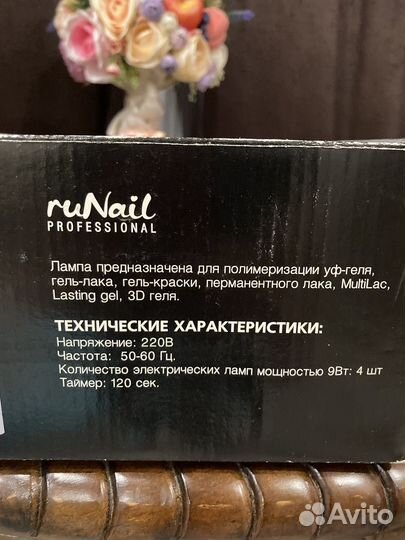 ruNail
PROFESSIONAL
Лампа предназначена для полимеризации уф-геля,
гель-лака, гель-краски, перманентного лака, MultiLac,
Lasting gel, 3D геля.
ТЕХНИЧЕСКИЕ ХАРАКТЕРИСТИКИ:
Напряжение: 220В
Частота: 50-60 Гц.
Количество электрических ламп мощностью 9Вт: 4 шт
Таймер: 120 сек.
Avito